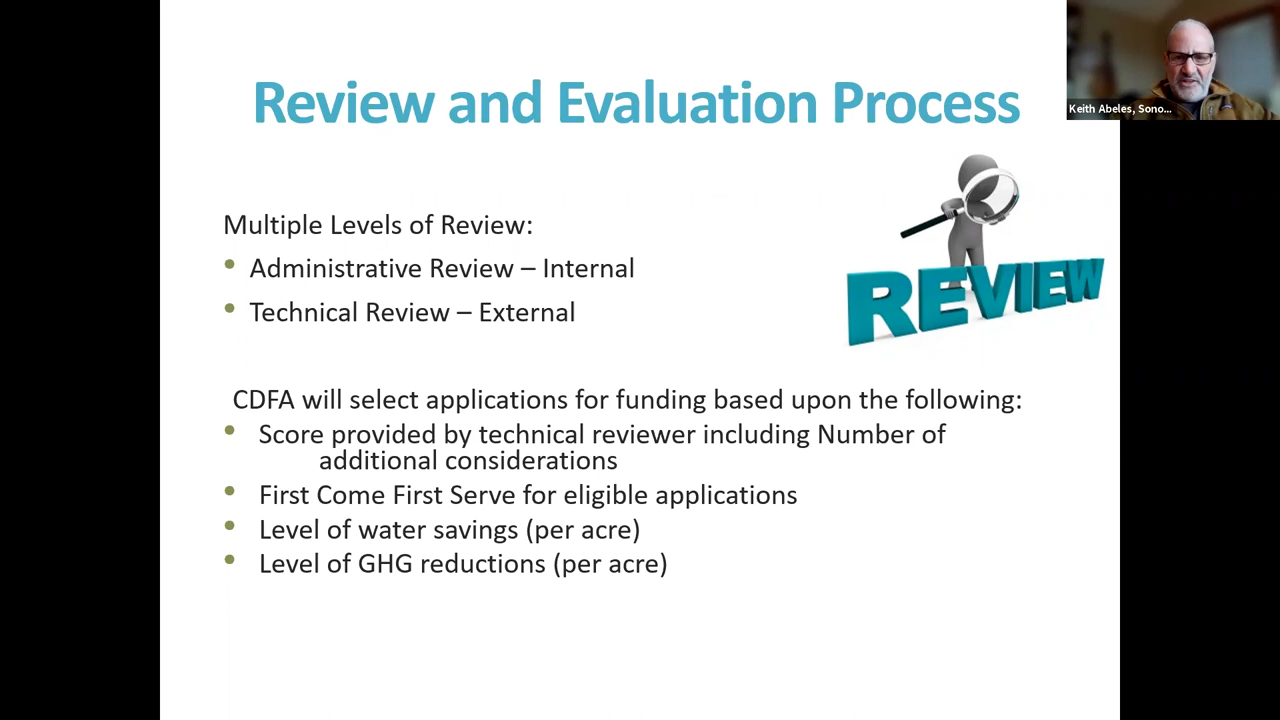 Review and Evaluation Process
Keith Abeles, Sono...
Multiple Levels of Review:
• Administrative Review – Internal
• Technical Review – External
REVIEW
CDFA will select applications for funding based upon the following:
• Score provided by technical reviewer including Number of
additional considerations
• First Come First Serve for eligible applications
• Level of water savings (per acre)
• Level of GHG reductions (per acre)